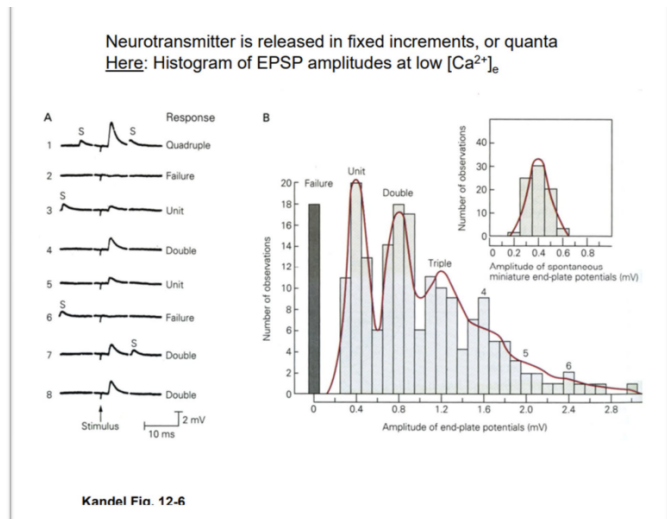 Neurotransmitter is released in fixed increments, or quanta
Here: Histogram of EPSP amplitudes at low [Ca²⁺]ₑ
A
Response
S
S
1
Quadruple
2
Failure
S
3
Unit
4
Double
5
Unit
S
6
Failure
S
7
Double
8
Double
Stimulus
2 mV
10 ms
B
Number of observations
20
18
16
14
12
10
8
6
4
2
0
Failure
Unit
Double
Triple
4
5
6
0 0.4 0.8 1.2 1.6 2.0 2.4 2.8
Amplitude of end-plate potentials (mV)
Number of observations
40
30
20
10
0
0 0.2 0.4 0.6 0.8
Amplitude of spontaneous
miniature end-plate potentials (mV)
Kandel Fig. 12-6